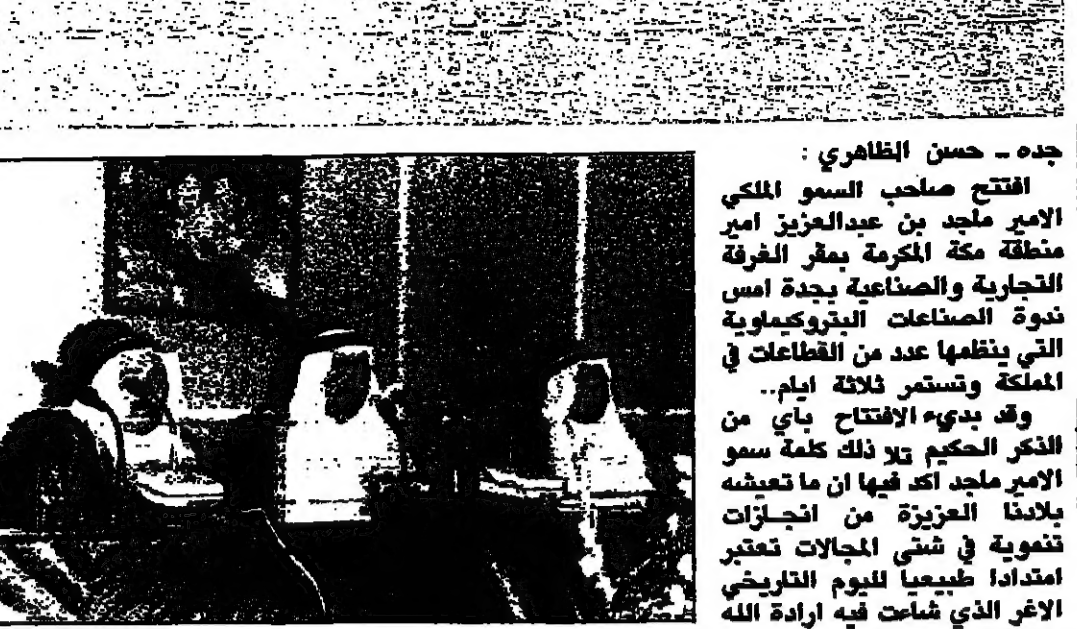 جده ــ حسن الظاهري :
افتتح صاحب السمو الملكي
الامير ماجد بن عبدالعزيز امير
منطقة مكة المكرمة بمقر الغرفة
التجارية والصناعية بجدة امس
ندوة الصناعات البتروكيماوية
التي ينظمها عدد من القطاعات في
المملكة وتستمر ثلاثة ايام..
وقد بديء الافتتاح باي من
الذكر الحكيم تلا ذلك كلمة سمو
الامير ماجد اكد فيها ان ما تعيشه
بلادنا العزيزة من انجـازات
تنموية في شتى المجالات تعتبر
امتدادا طبيعيا لليوم التاريخي
الاغر الذي شاءت فيه ارادة الله